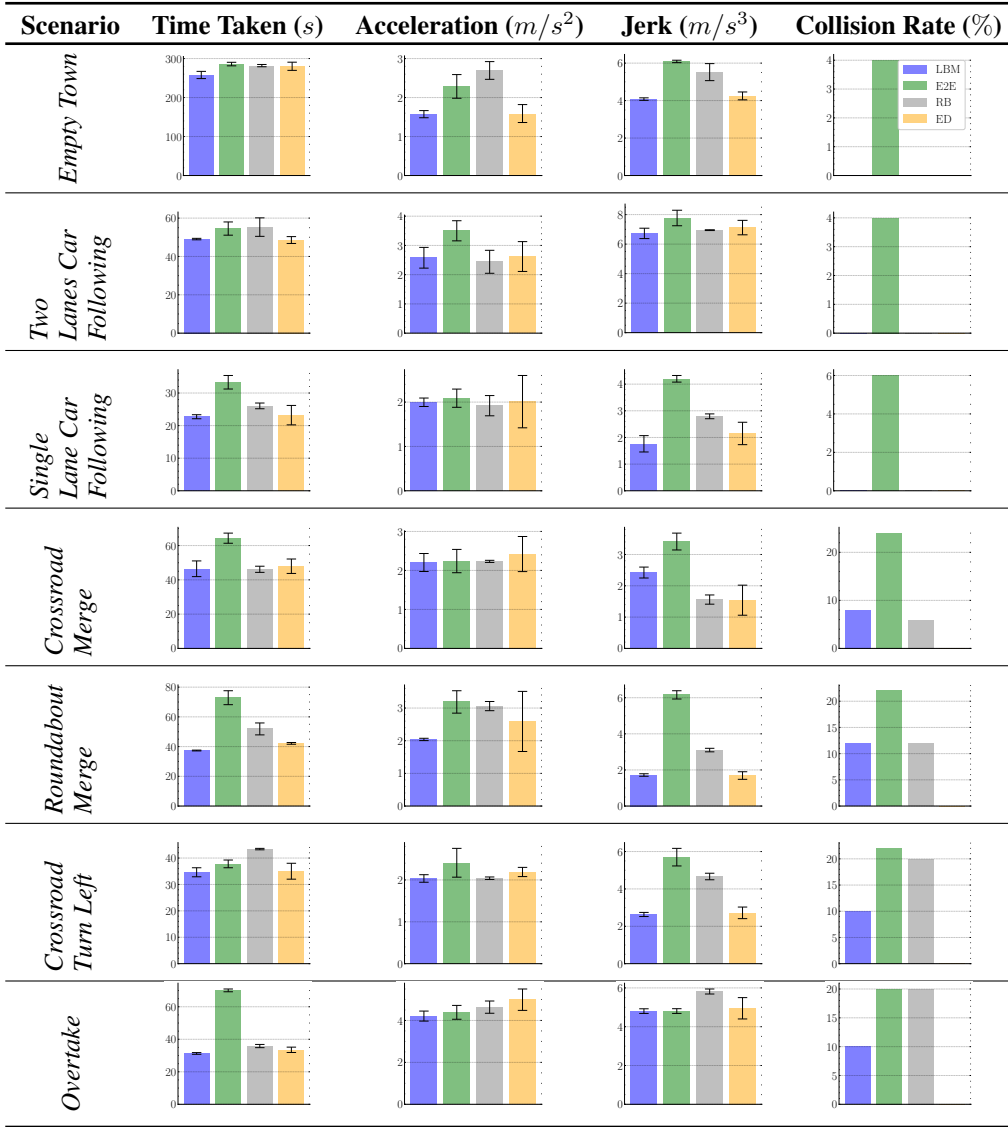 Scenario Time Taken (s) Acceleration (m/s²) Jerk (m/s³) Collision Rate (%)
Empty Town
0 100 200 300
0 1 2 3
0 2 4 6
0 1 2 3 4
LBM
E2E
RB
ED
Two
Lanes Car
Following
0 20 40 60
0 1 2 3 4
0 2 4 6 8
0 1 2 3 4
Single
Lane Car
Following
0 10 20 30
0 1 2
0 1 2 3 4
0 2 4 6
Crossroad
Merge
0 20 40 60
0 1 2 3
0 1 2 3
0 10 20
Roundabout
Merge
0 20 40 60 80
0 1 2 3
0 2 4 6
0 5 10 15 20
Crossroad
Turn Left
0 10 20 30 40
0 1 2
0 2 4 6
0 5 10 15 20
Overtake
0 20 40 60
0 2 4
0 2 4 6
0 5 10 15 20